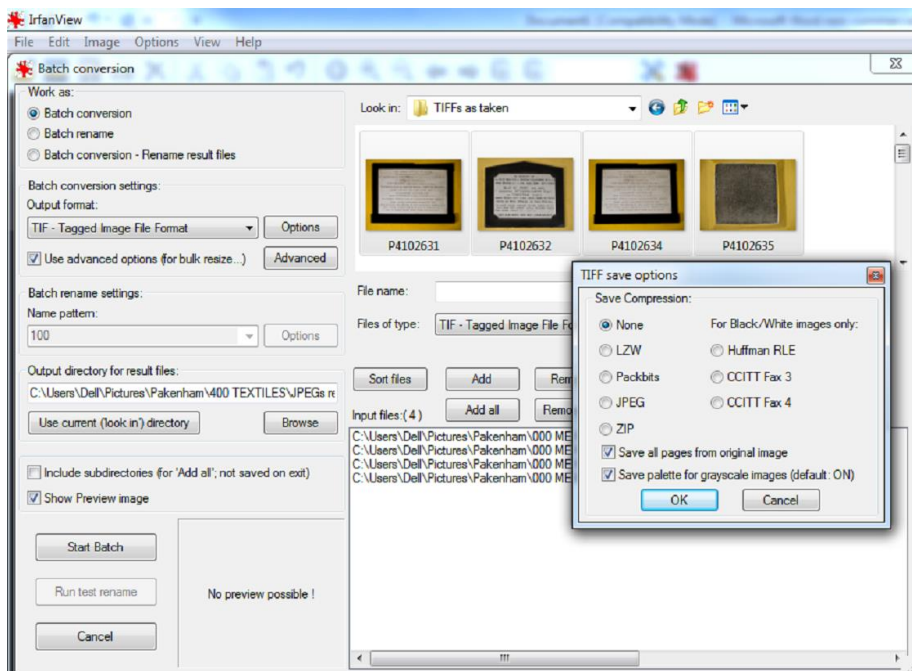 IrfanView
File Edit Image Options View Help
Batch conversion
Work as:
Batch conversion
Batch rename
Batch conversion - Rename result files
Batch conversion settings:
Output format:
TIF - Tagged Image File Format
Options
Use advanced options (for bulk resize...)
Advanced
Batch rename settings:
Name pattern:
100
Options
Output directory for result files:
C:\Users\Dell\Pictures\Pakenham\400 TEXTILES\JPEGs re
Use current ('look in') directory
Browse
Include subdirectories (for 'Add all'; not saved on exit)
Show Preview image
Start Batch
Run test rename
Cancel
No preview possible !
Look in: TIFFs as taken
P4102631 P4102632 P4102634 P4102635
File name:
Files of type: TIF - Tagged Image File Fo
Sort files Add Rem
Input files:( 4 ) Add all Remo
C:\Users\Dell\Pictures\Pakenham\000 ME
C:\Users\Dell\Pictures\Pakenham\000 ME
C:\Users\Dell\Pictures\Pakenham\000 ME
C:\Users\Dell\Pictures\Pakenham\000 ME
TIFF save options
Save Compression:
None
LZW
Packbits
JPEG
ZIP
For Black/White images only:
Huffman RLE
CCITT Fax 3
CCITT Fax 4
Save all pages from original image
Save palette for grayscale images (default: ON)
OK Cancel